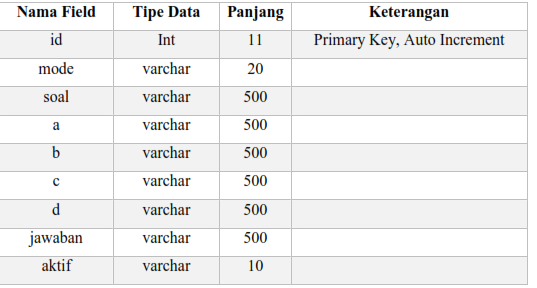 Nama Field Tipe Data Panjang Keterangan
id Int 11 Primary Key, Auto Increment
mode varchar 20
soal varchar 500
a varchar 500
b varchar 500
c varchar 500
d varchar 500
jawaban varchar 500
aktif varchar 10